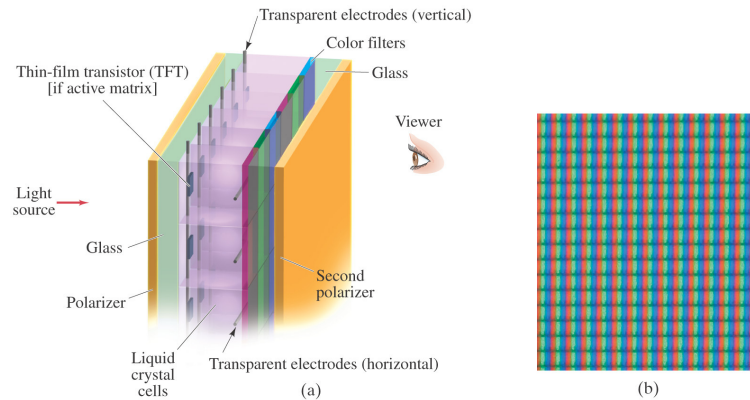 Transparent electrodes (vertical)
Color filters
Glass
Thin-film transistor (TFT)
[if active matrix]
Viewer
Light
source
Glass
Polarizer
Second
polarizer
Liquid
crystal
cells
Transparent electrodes (horizontal)
(a)
(b)